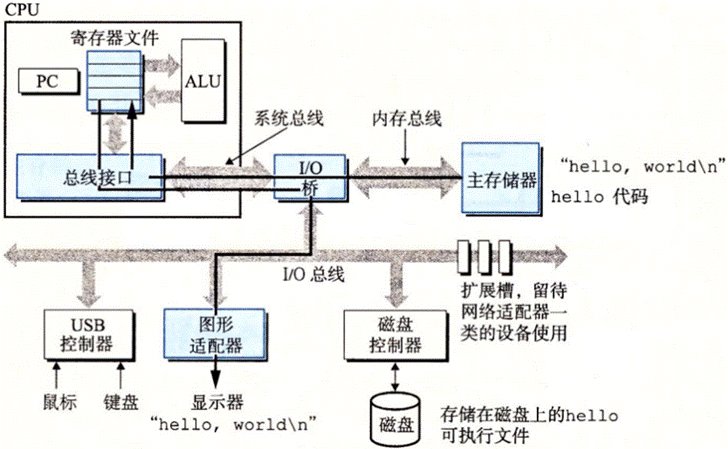 CPU
寄存器文件
PC
ALU
系统总线
内存总线
总线接口
I/O
桥
主存储器
“hello, world\n”
hello 代码
I/O 总线
扩展槽，留待
网络适配器一
类的设备使用
USB
控制器
图形
适配器
磁盘
控制器
鼠标
键盘
显示器
“hello, world\n”
磁盘
存储在磁盘上的hello
可执行文件